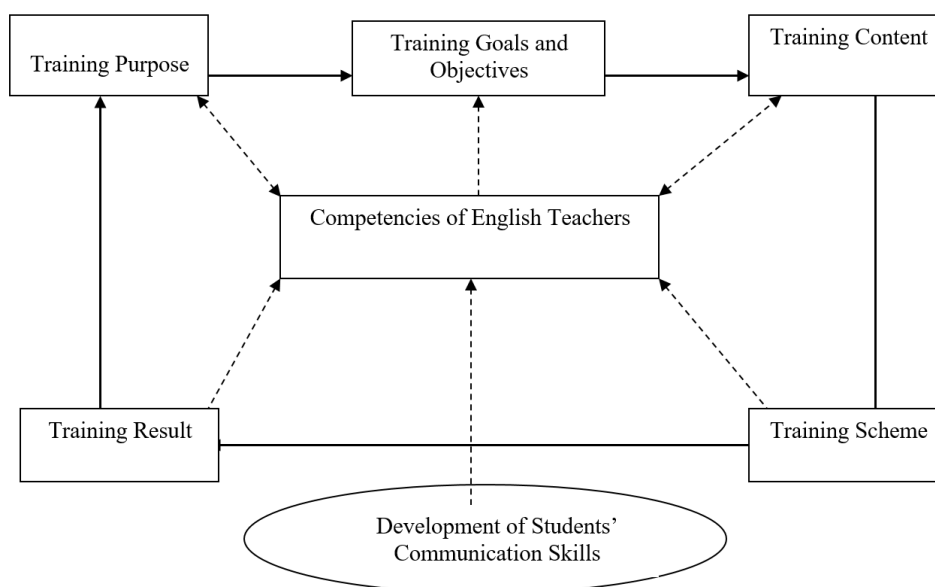 Training Purpose
Training Goals and
Objectives
Training Content
Competencies of English Teachers
Training Result
Training Scheme
Development of Students’
Communication Skills